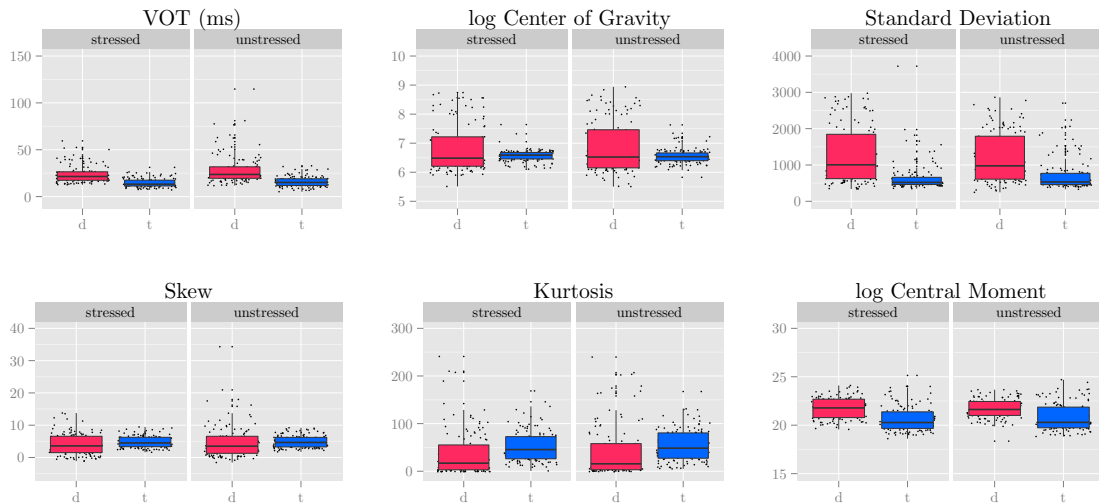 VOT (ms)
stressed unstressed
150
100
50
0
d t d t
log Center of Gravity
stressed unstressed
10
9
8
7
6
5
d t d t
Standard Deviation
stressed unstressed
4000
3000
2000
1000
0
d t d t
Skew
stressed unstressed
40
30
20
10
5
0
d t d t
Kurtosis
stressed unstressed
300
200
100
0
d t d t
log Central Moment
stressed unstressed
30
25
20
15
d t d t